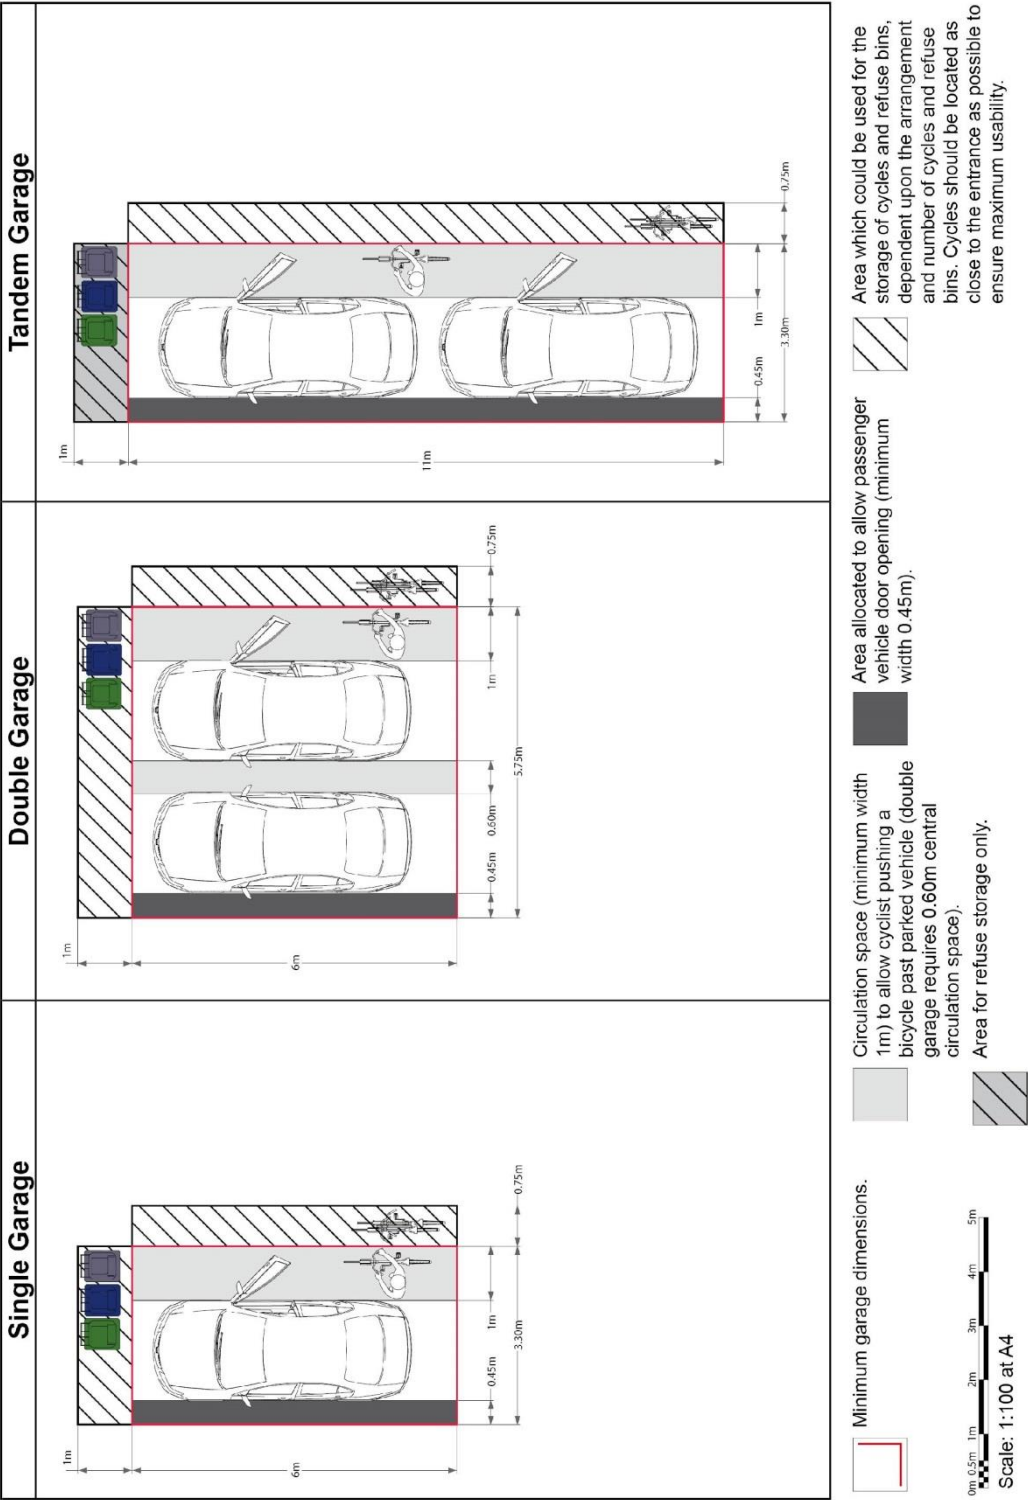 Single Garage
1m
6m
0.45m
1m
3.30m
0.75m
Double Garage
1m
6m
0.45m
0.60m
1m
5.75m
0.75m
Tandem Garage
1m
11m
0.45m
1m
3.30m
0.75m
Minimum garage dimensions.
0m 0.5m 1m 2m 3m 4m 5m
Scale: 1:100 at A4
Circulation space (minimum width
1m) to allow cyclist pushing a
bicycle past parked vehicle (double
garage requires 0.60m central
circulation space).
Area for refuse storage only.
Area allocated to allow passenger
vehicle door opening (minimum
width 0.45m).
Area which could be used for the
storage of cycles and refuse bins,
dependent upon the arrangement
and number of cycles and refuse
bins. Cycles should be located as
close to the entrance as possible to
ensure maximum usability.